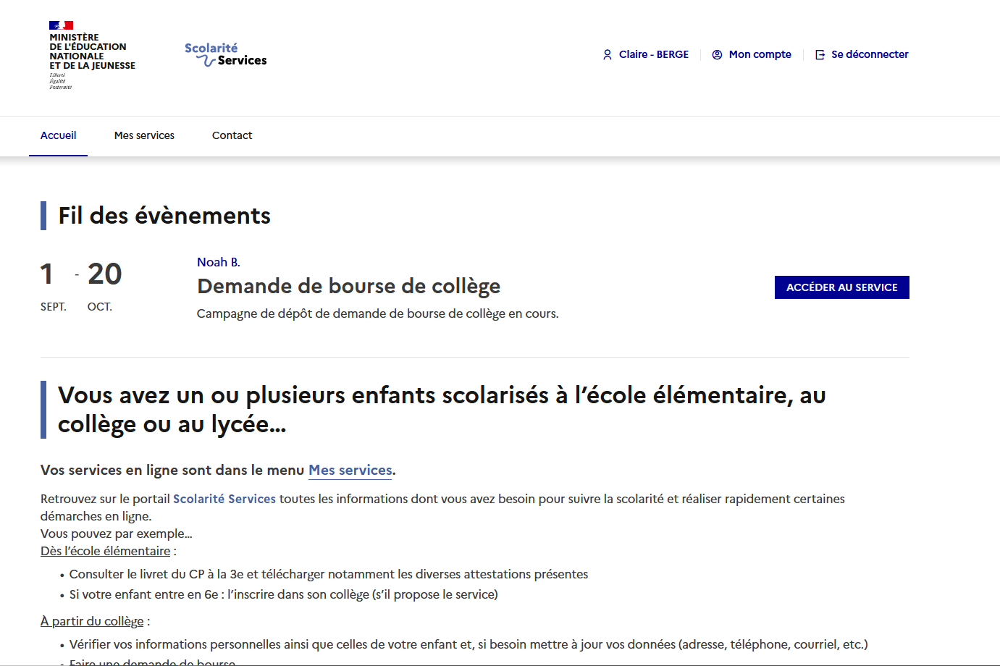 MINISTÈRE
DE L'ÉDUCATION
NATIONALE
ET DE LA JEUNESSE
Liberté
Égalité
Fraternité
Scolarité
Services
Claire - BERGE
Mon compte
Se déconnecter
Accueil
Mes services
Contact
Fil des évènements
1 - 20
SEPT. OCT.
Noah B.
Demande de bourse de collège
Campagne de dépôt de demande de bourse de collège en cours.
ACCÉDER AU SERVICE
Vous avez un ou plusieurs enfants scolarisés à l’école élémentaire, au
collège ou au lycée...
Vos services en ligne sont dans le menu Mes services.
Retrouvez sur le portail Scolarité Services toutes les informations dont vous avez besoin pour suivre la scolarité et réaliser rapidement certaines
démarches en ligne.
Vous pouvez par exemple...
Dès l’école élémentaire :
• Consulter le livret du CP à la 3e et télécharger notamment les diverses attestations présentes
• Si votre enfant entre en 6e : l’inscrire dans son collège (s’il propose le service)
À partir du collège :
• Vérifier vos informations personnelles ainsi que celles de votre enfant et, si besoin mettre à jour vos données (adresse, téléphone, courriel, etc.)
• Faire une demande de bourse